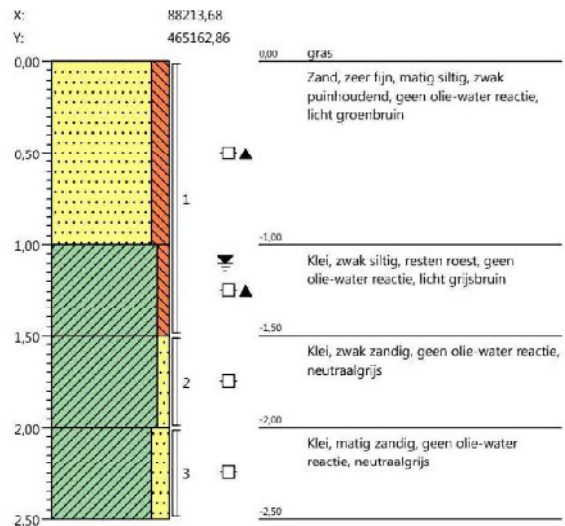 X: 88213,68
Y: 465162,86
0,00 0,00 gras
Zand, zeer fijn, matig siltig, zwak
puinhoudend, geen olie-water reactie,
licht groenbruin
0,50
1
1,00 -1,00
Klei, zwak siltig, resten roest, geen
olie-water reactie, licht grijsbruin
1,50 -1,50
Klei, zwak zandig, geen olie-water reactie,
neutraalgrijs
2
2,00 -2,00
Klei, matig zandig, geen olie-water
reactie, neutraalgrijs
3
2,50 -2,50